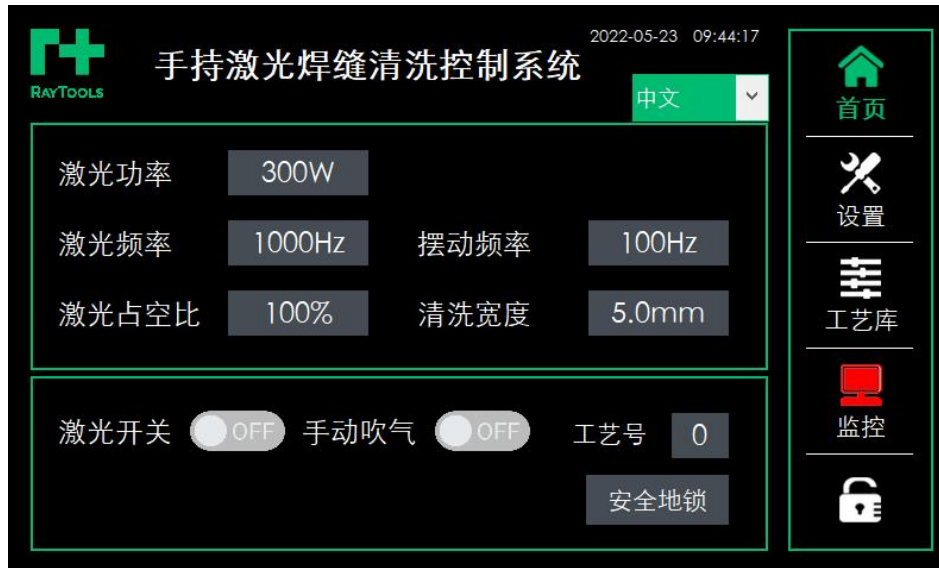 RAYTOOLS
手持激光焊缝清洗控制系统
2022-05-23 09:44:17
中文
激光功率 300W
激光频率 1000Hz 摆动频率 100Hz
激光占空比 100% 清洗宽度 5.0mm
激光开关 OFF 手动吹气 OFF 工艺号 0
安全地锁
首页
设置
工艺库
监控